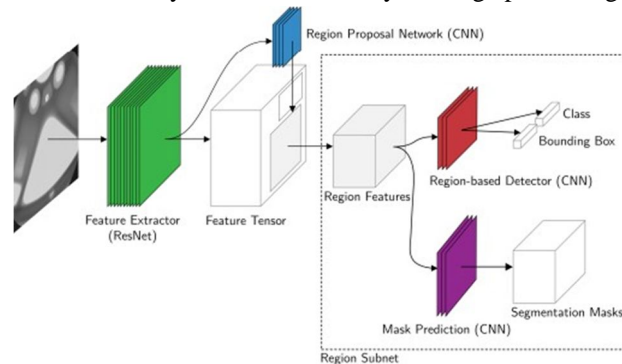 Region Proposal Network (CNN)
Class
Bounding Box
Region-based Detector (CNN)
Region Features
Feature Extractor
(ResNet)
Feature Tensor
Segmentation Masks
Mask Prediction (CNN)
Region Subnet